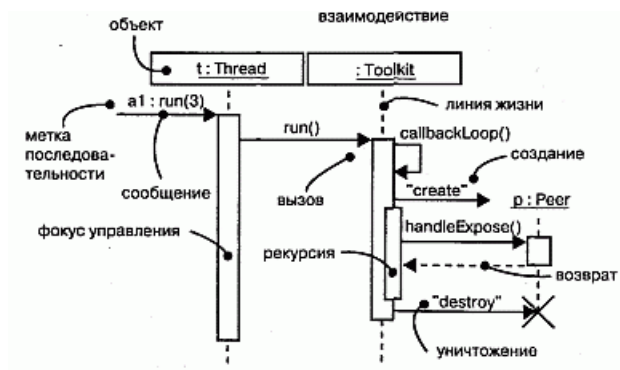 взаимодействие
объект
t : Thread
: Toolkit
a1 : run(3)
линия жизни
метка
последова-
тельности
run()
callbackLoop()
создание
сообщение
вызов
"create"
p : Peer
фокус управления
handleExpose()
рекурсия
возврат
"destroy"
уничтожение